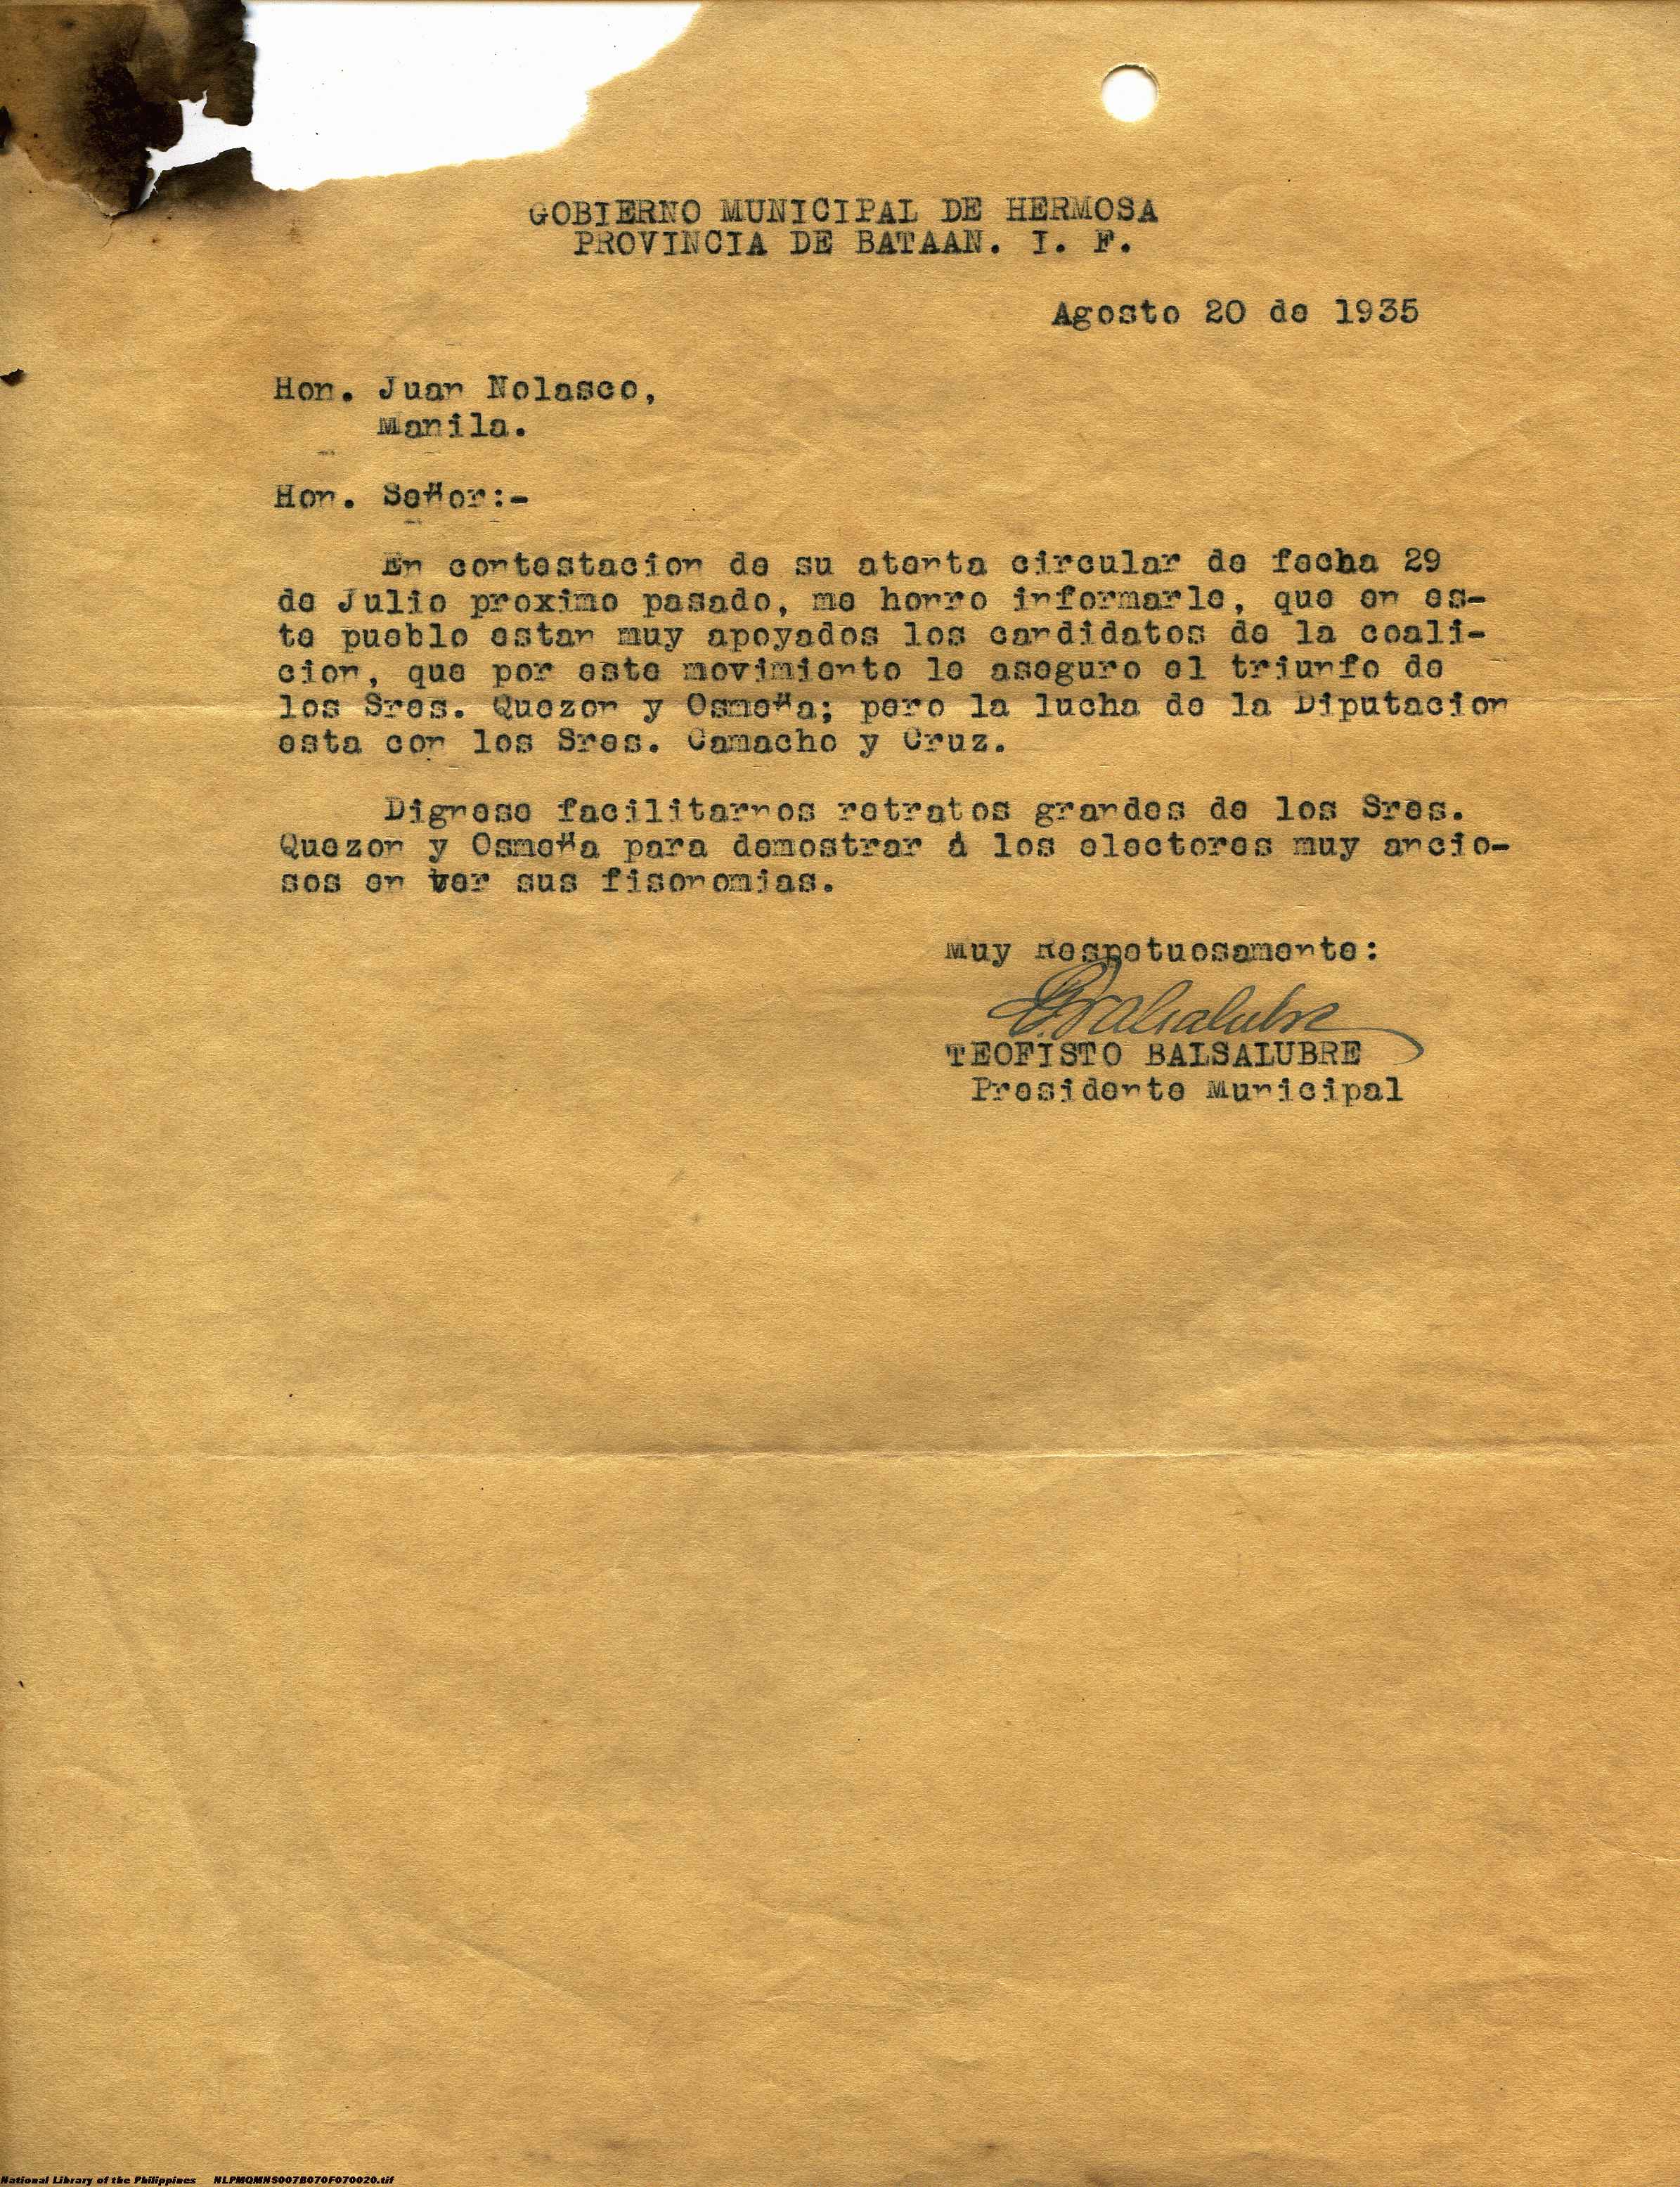 GOBIERNO MUNICIPAL DE HERMOSA
PROVINCIA DE BATAAN. I. F.
Agosto 20 de 1935
Hon. Juan Nolasco,
Manila.
Hon. Señor:-
En contestacion de su atenta circular de fecha 29
de Julio proximo pasado, me honro informarle, que en es-
te pueblo estan muy apoyados los candidatos de la coali-
cion, que por este movimiento le aseguro el triunfo de
los Sres. Quezon y Osmeña; pero la lucha de la Diputacion
esta con los Sres. Camacho y Cruz.
Dignese facilitarnos retratos grandes de los Sres.
Quezon y Osmeña para demostrar á los electores muy ancio-
sos en ver sus fisonomias.
Muy Respetuosamente:
TBalsalubre
TEOFISTO BALSALUBRE
Presidente Municipal
National Library of the Philippines NLPMQMNS007B070F070020.tif